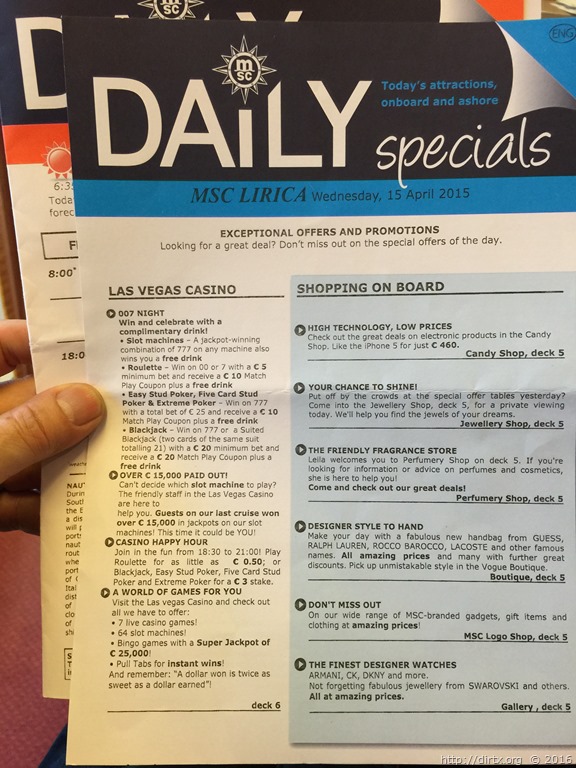 msc
ENG
msc
DAiLY
specials
Today's attractions,
onboard and ashore
MSC LIRICA Wednesday, 15 April 2015
EXCEPTIONAL OFFERS AND PROMOTIONS
Looking for a great deal? Don't miss out on the special offers of the day.
LAS VEGAS CASINO
007 NIGHT
Win and celebrate with a
complimentary drink!
• Slot machines – A jackpot-winning
combination of 777 on any machine also
wins you a free drink
• Roulette – Win on 00 or 7 with a € 5
minimum bet and receive a € 10 Match
Play Coupon plus a free drink
• Easy Stud Poker, Five Card Stud
Poker & Extreme Poker – Win on 777
with a total bet of € 25 and receive a € 10
Match Play Coupon plus a free drink
• Blackjack – Win on 777 or a Suited
Blackjack (two cards of the same suit
totalling 21) with a € 20 minimum bet and
receive a € 20 Match Play Coupon plus a
free drink
OVER € 15,000 PAID OUT!
Can't decide which slot machine to play?
The friendly staff in the Las Vegas Casino
are here to
help you. Guests on our last cruise won
over € 15,000 in jackpots on our slot
machines! This time it could be YOU!
CASINO HAPPY HOUR
Join in the fun from 18:30 to 21:00! Play
Roulette for as little as € 0.50; or
Blackjack, Easy Stud Poker, Five Card Stud
Poker and Extreme Poker for a € 3 stake.
A WORLD OF GAMES FOR YOU
Visit the Las vegas Casino and check out
all we have to offer:
• 7 live casino games!
• 64 slot machines!
• Bingo games with a Super Jackpot of
€ 25,000!
• Pull Tabs for instant wins!
And remember: "A dollar won is twice as
sweet as a dollar earned"!
deck 6
SHOPPING ON BOARD
HIGH TECHNOLOGY, LOW PRICES
Check out the great deals on electronic products in the Candy
Shop. Like the iPhone 5 for just € 460.
Candy Shop, deck 5
YOUR CHANCE TO SHINE!
Put off by the crowds at the special offer tables yesterday?
Come into the Jewellery Shop, deck 5, for a private viewing
today. We'll help you find the jewels of your dreams.
Jewellery Shop, deck 5
THE FRIENDLY FRAGRANCE STORE
Leila welcomes you to Perfumery Shop on deck 5. If you're
looking for information or advice on perfumes and cosmetics,
she is here to help you!
Come and check out our great deals!
Perfumery Shop, deck 5
DESIGNER STYLE TO HAND
Make your day with a fabulous new handbag from GUESS,
RALPH LAUREN, ROCCO BAROCCO, LACOSTE and other famous
names. All amazing prices and many with further great
discounts. Pick up unmistakable style in the Vogue Boutique.
Boutique, deck 5
DON'T MISS OUT
On our wide range of MSC-branded gadgets, gift items and
clothing at amazing prices!
MSC Logo Shop, deck 5
THE FINEST DESIGNER WATCHES
ARMANI, CK, DKNY and more.
Not forgetting fabulous jewellery from SWAROVSKI and others.
All at amazing prices.
Gallery , deck 5
http://dirtx.org © 2016